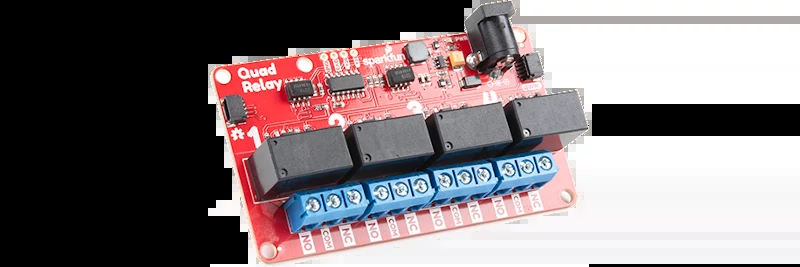 Quad
Relay
sparkfun
#1
2
3
4
NO COM NC NO COM NC NO COM NC NO COM NC